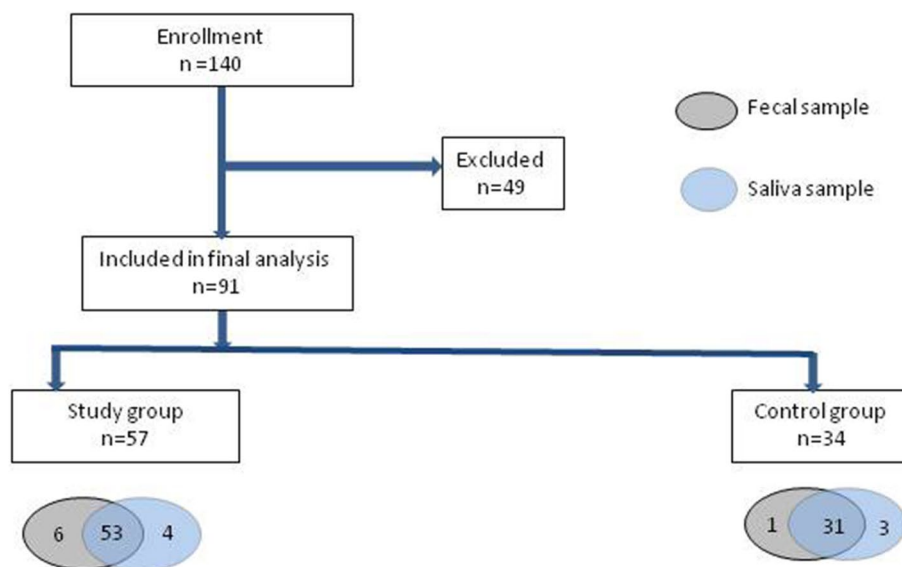 Enrollment
n =140
Fecal sample
Excluded
n=49
Saliva sample
Included in final analysis
n=91
Study group
n=57
Control group
n=34
6 53 4
1 31 3